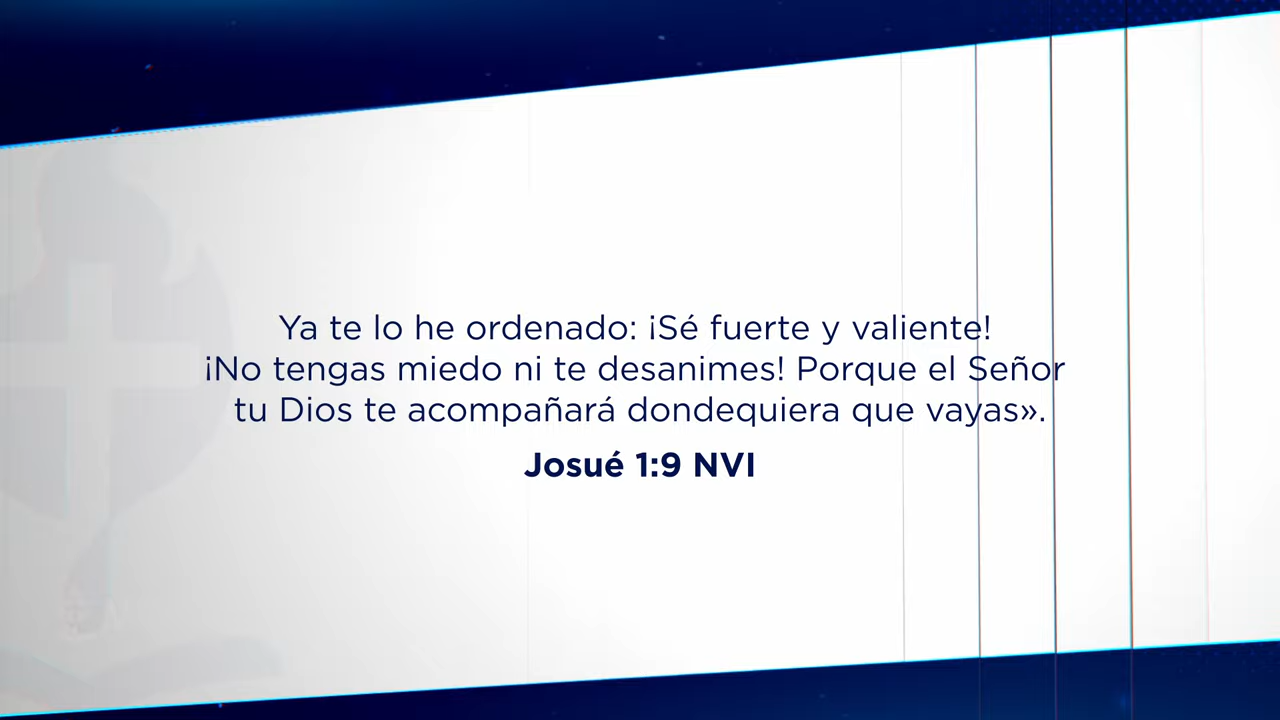 Ya te lo he ordenado: ¡Sé fuerte y valiente!
¡No tengas miedo ni te desanimes! Porque el Señor
tu Dios te acompañará dondequiera que vayas».
Josué 1:9 NVI